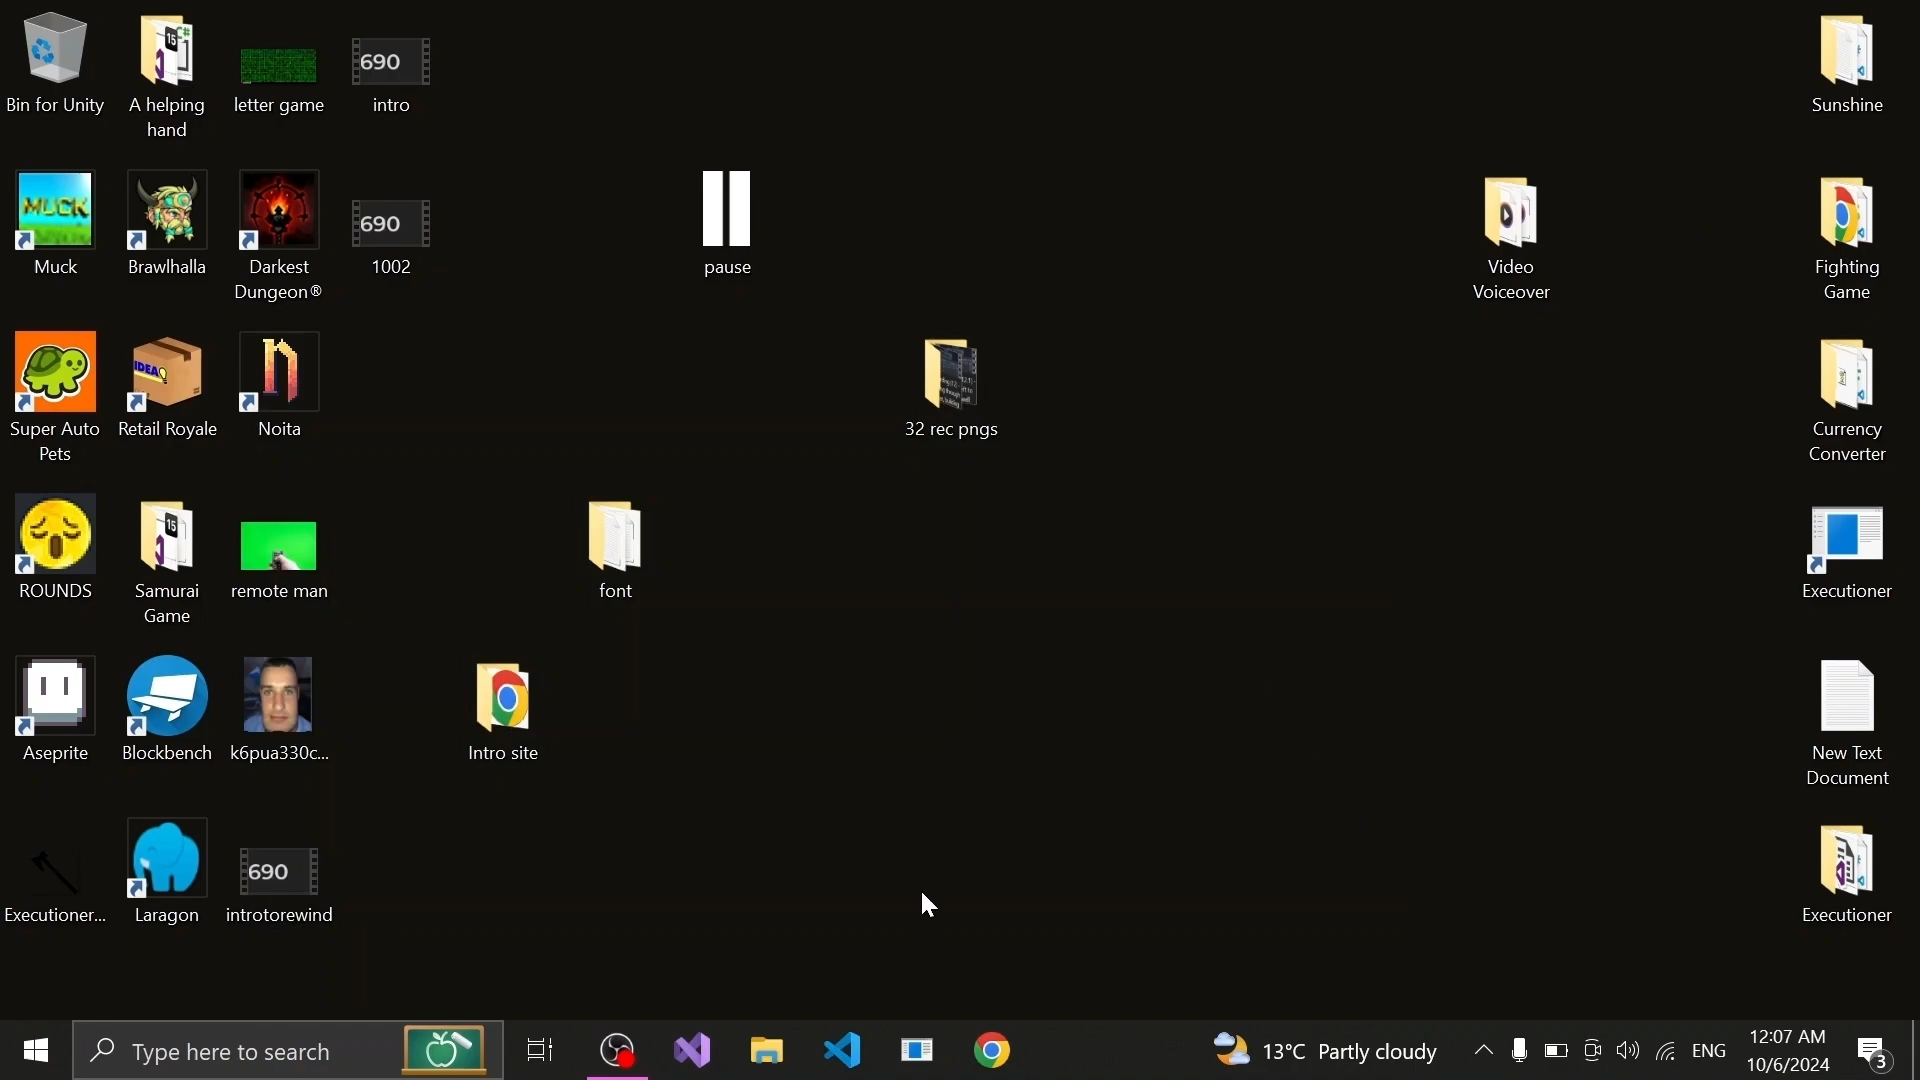 Bin for Unity
A helping
hand
letter game
690
intro
Sunshine
MUCK
Muck
Brawlhalla
Darkest
Dungeon®
690
1002
pause
Video
Voiceover
Fighting
Game
Super Auto
Pets
IDEA
Retail Royale
Noita
32 rec pngs
Currency
Converter
ROUNDS
15
Samurai
Game
remote man
font
Executioner
Aseprite
Blockbench
k6pua330c...
Intro site
New Text
Document
Executioner...
Laragon
690
introtorewind
Executioner
Type here to search
13°C Partly cloudy
ENG
12:07 AM
10/6/2024
3